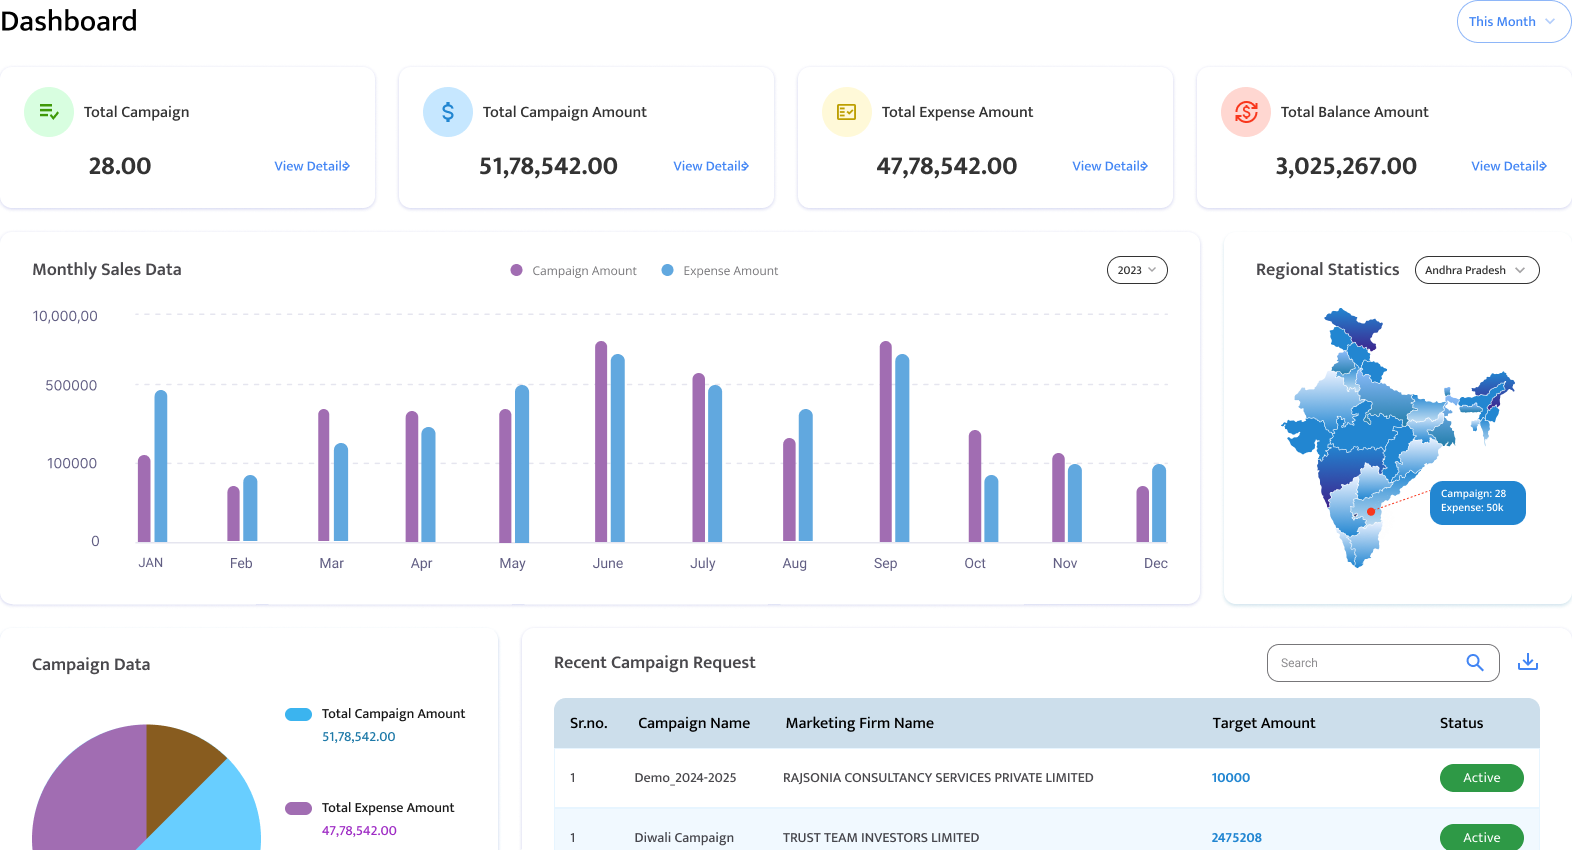 Dashboard
This Month
Total Campaign
28.00
View Details
Total Campaign Amount
51,78,542.00
View Details
Total Expense Amount
47,78,542.00
View Details
Total Balance Amount
3,025,267.00
View Details
Monthly Sales Data
Campaign Amount
Expense Amount
2023
10,000,00
500000
100000
0
JAN Feb Mar Apr May June July Aug Sep Oct Nov Dec
Regional Statistics
Andhra Pradesh
Campaign: 28
Expense: 50k
Campaign Data
Total Campaign Amount
51,78,542.00
Total Expense Amount
47,78,542.00
Recent Campaign Request
Search
Sr.no. Campaign Name Marketing Firm Name Target Amount Status
1 Demo_2024-2025 RAJSONIA CONSULTANCY SERVICES PRIVATE LIMITED 10000 Active
1 Diwali Campaign TRUST TEAM INVESTORS LIMITED 2475208 Active